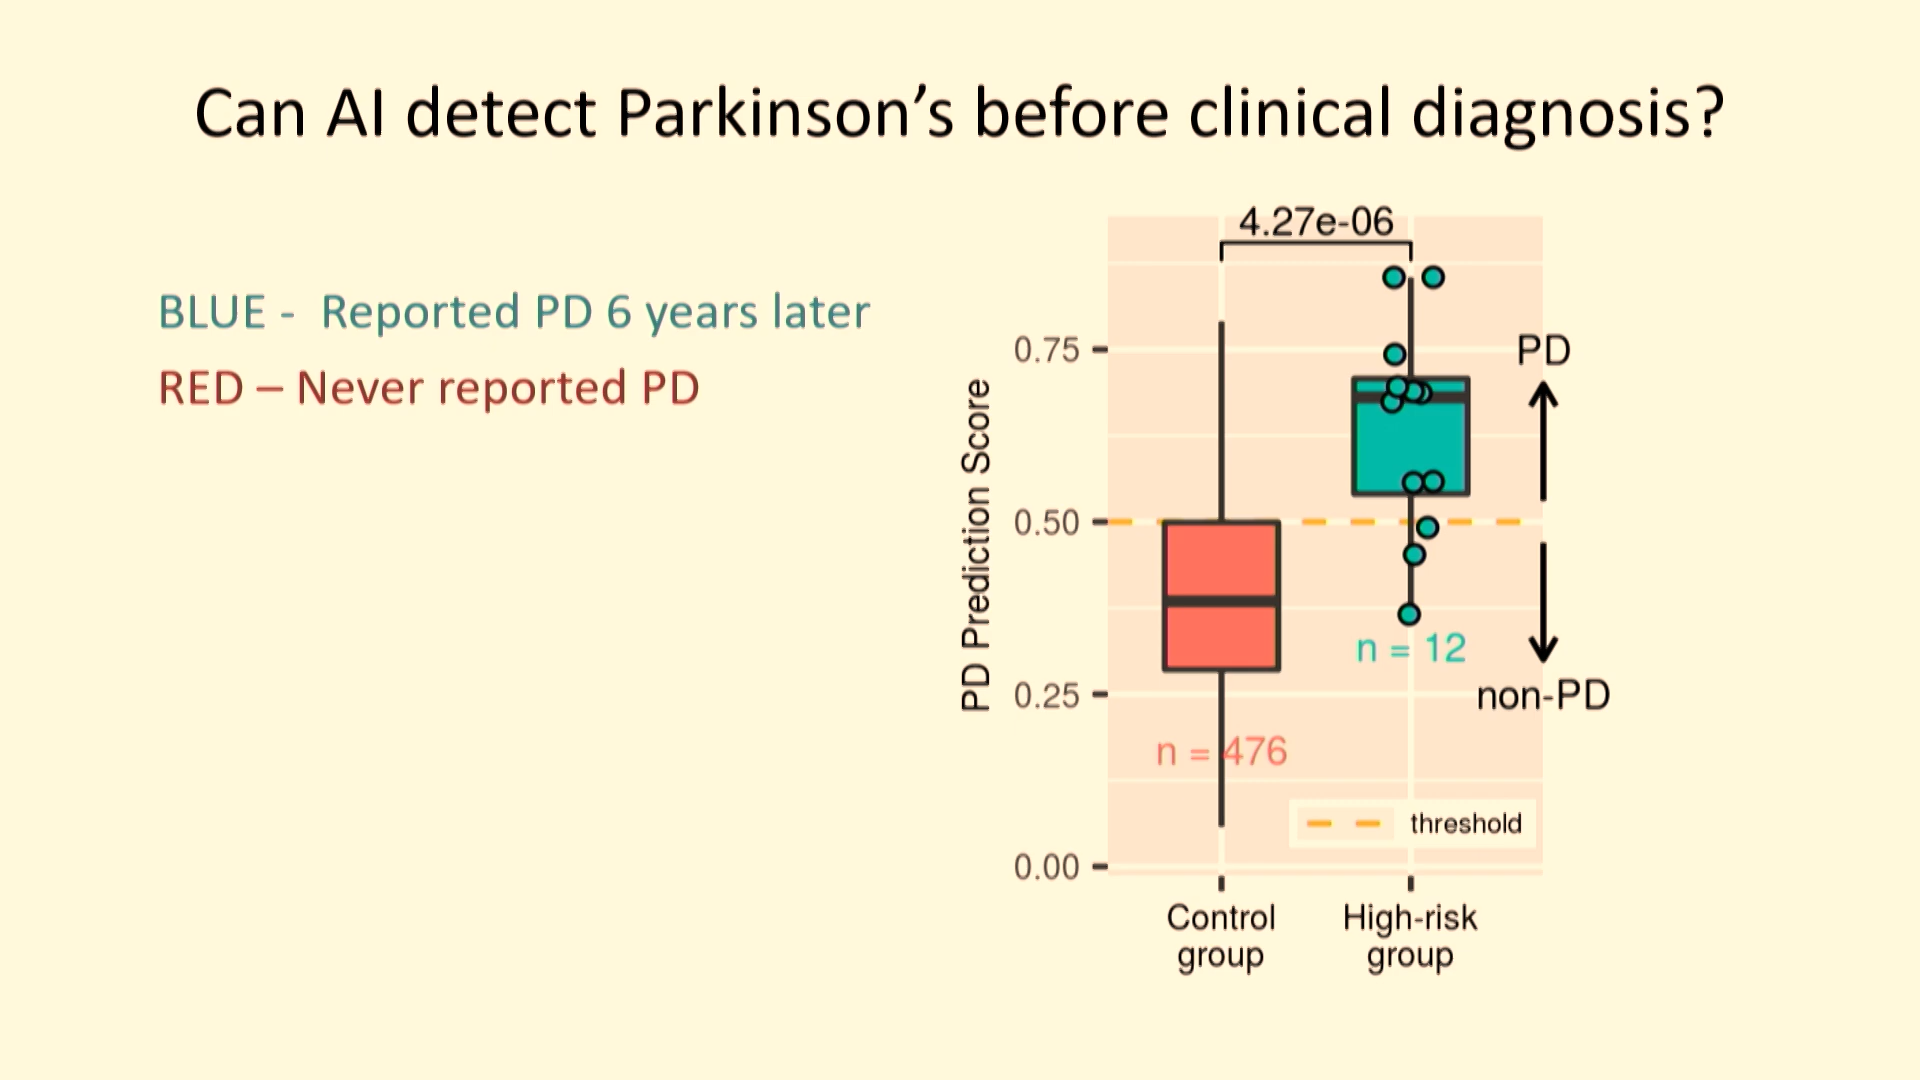 Can AI detect Parkinson’s before clinical diagnosis?
BLUE -  Reported PD 6 years later
RED – Never reported PD
4.27e-06
PD Prediction Score
0.75
0.50
0.25
0.00
PD
non-PD
n = 12
n = 476
threshold
Control
group
High-risk
group